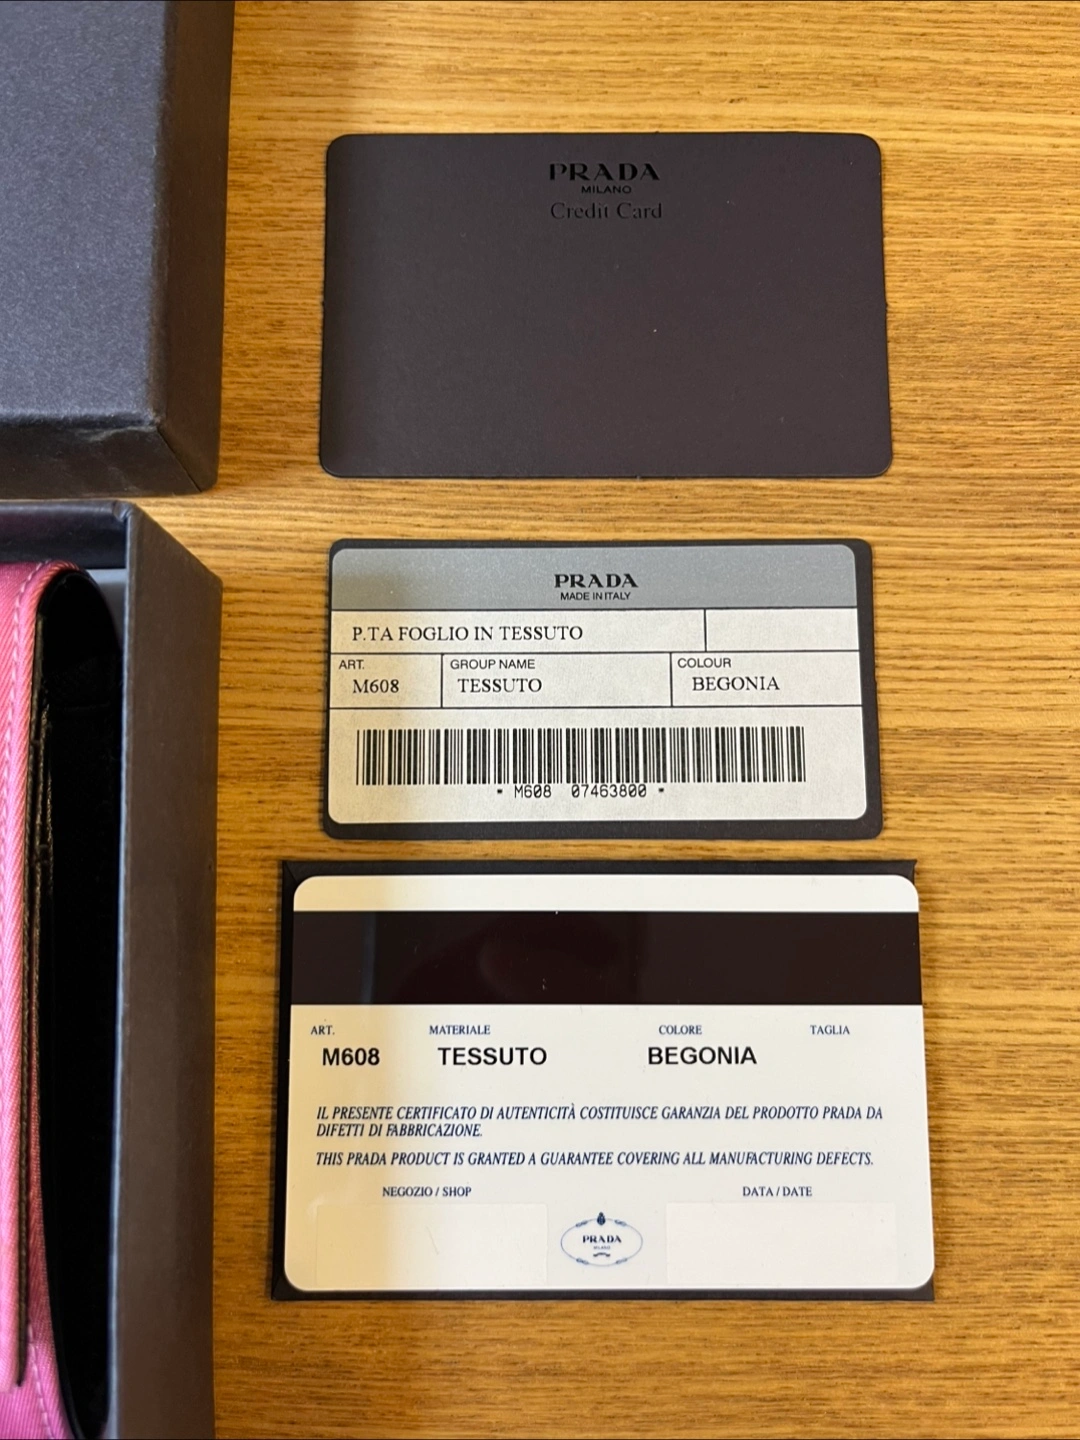 PRADA
MILANO
Credit Card
PRADA
MADE IN ITALY
P.TA FOGLIO IN TESSUTO
ART. GROUP NAME COLOUR
M608 TESSUTO BEGONIA
* M608 07463800 *
ART. MATERIALE COLORE TAGLIA
M608 TESSUTO BEGONIA
IL PRESENTE CERTIFICATO DI AUTENTICITÀ COSTITUISCE GARANZIA DEL PRODOTTO PRADA DA
DIFETTI DI FABBRICAZIONE.
THIS PRADA PRODUCT IS GRANTED A GUARANTEE COVERING ALL MANUFACTURING DEFECTS.
NEGOZIO / SHOP DATA / DATE
PRADA
MILANO